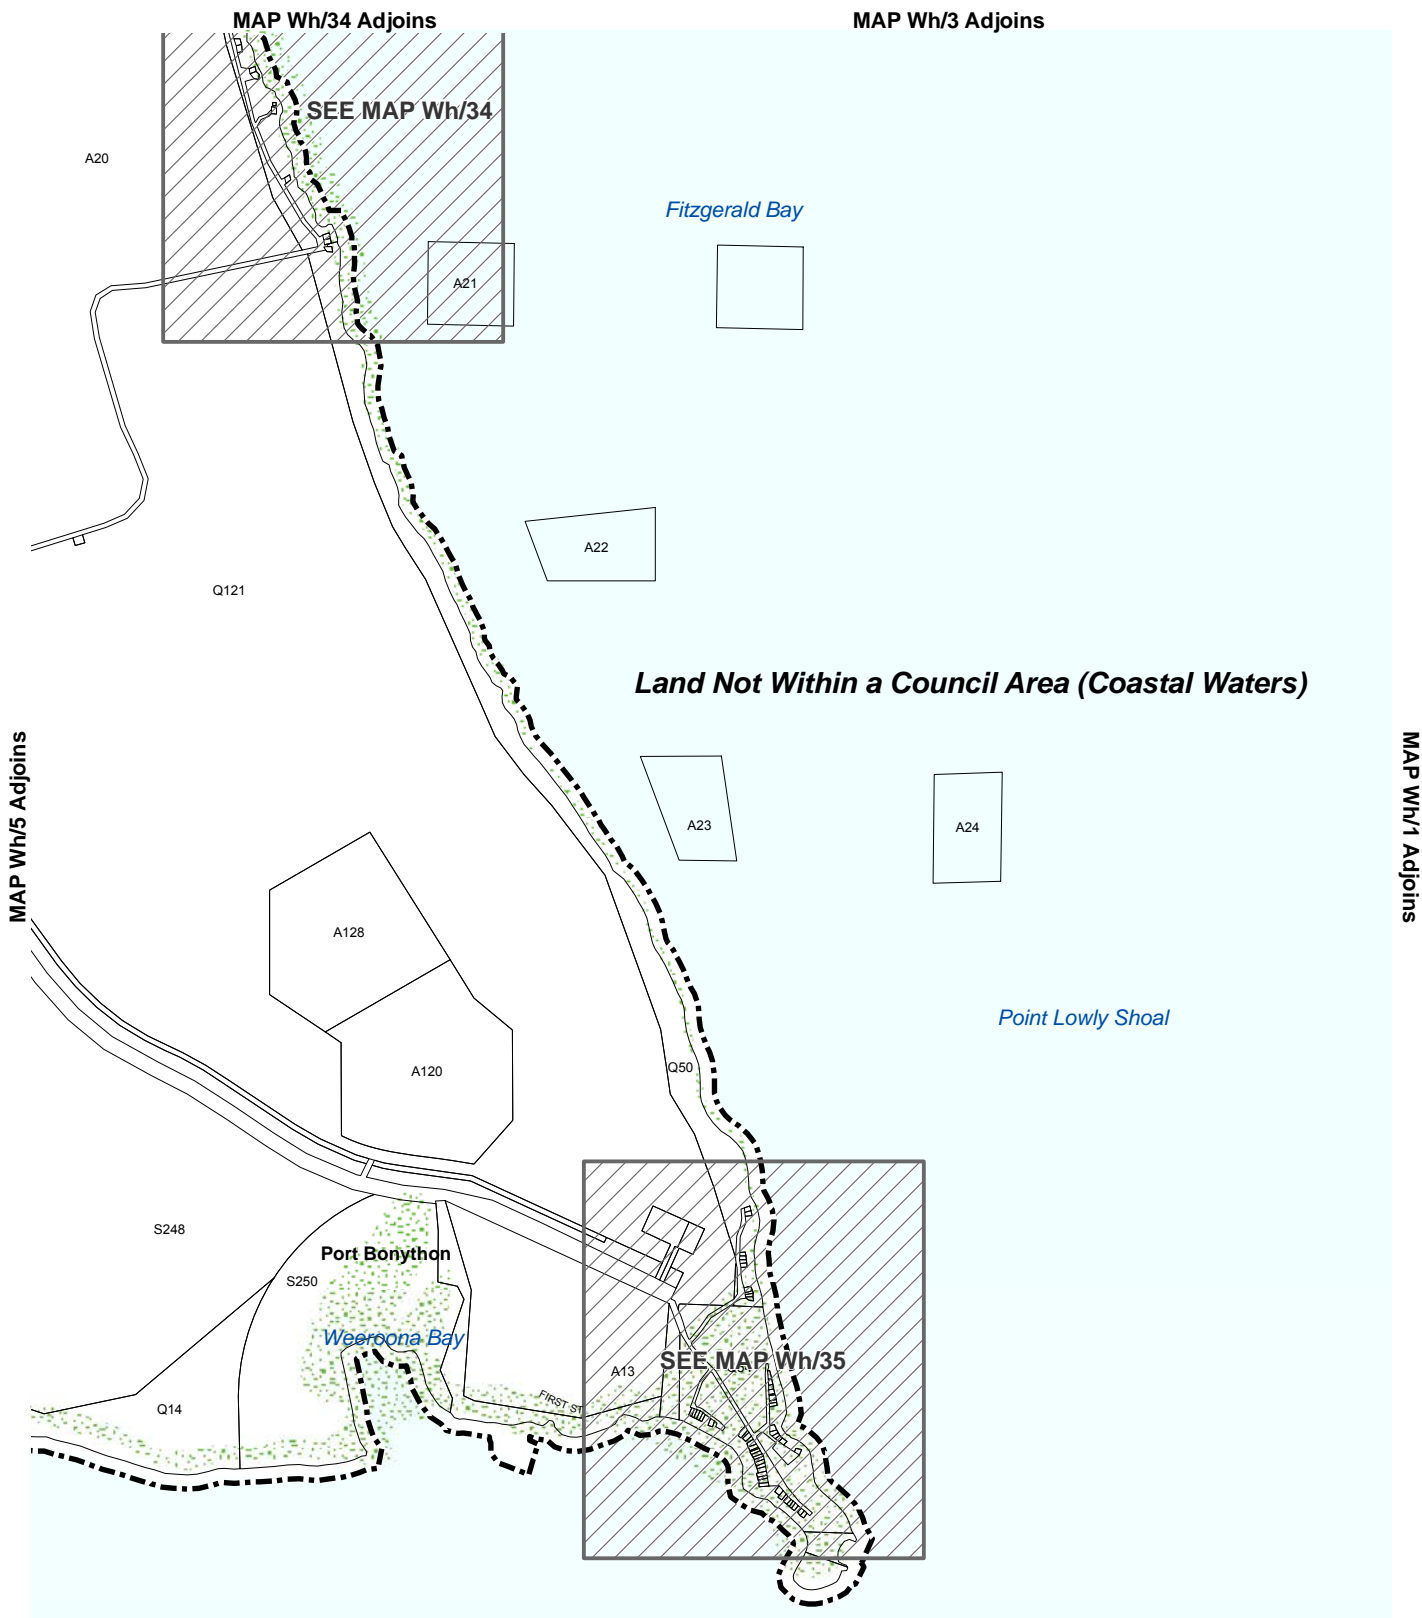 MAP Wh/34 Adjoins
MAP Wh/3 Adjoins
SEE MAP Wh/34
A20
Fitzgerald Bay
A21
A22
Q121
Land Not Within a Council Area (Coastal Waters)
MAP Wh/5 Adjoins
MAP Wh/1 Adjoins
A23
A24
A128
Point Lowly Shoal
Q50
A120
S248
Port Bonython
S250
Weeroona Bay
SEE MAP Wh/35
A13
FIRST ST
Q14